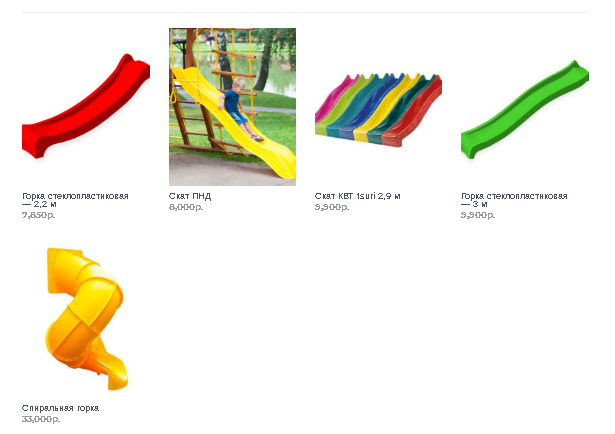 Горка стеклопластиковая
— 2,2 м
7,850р.
Скат ПНД
8,000р.
Скат КВТ tsuri 2,9 м
9,900р.
Горка стеклопластиковая
— 3 м
9,900р.
Спиральная горка
33,000р.